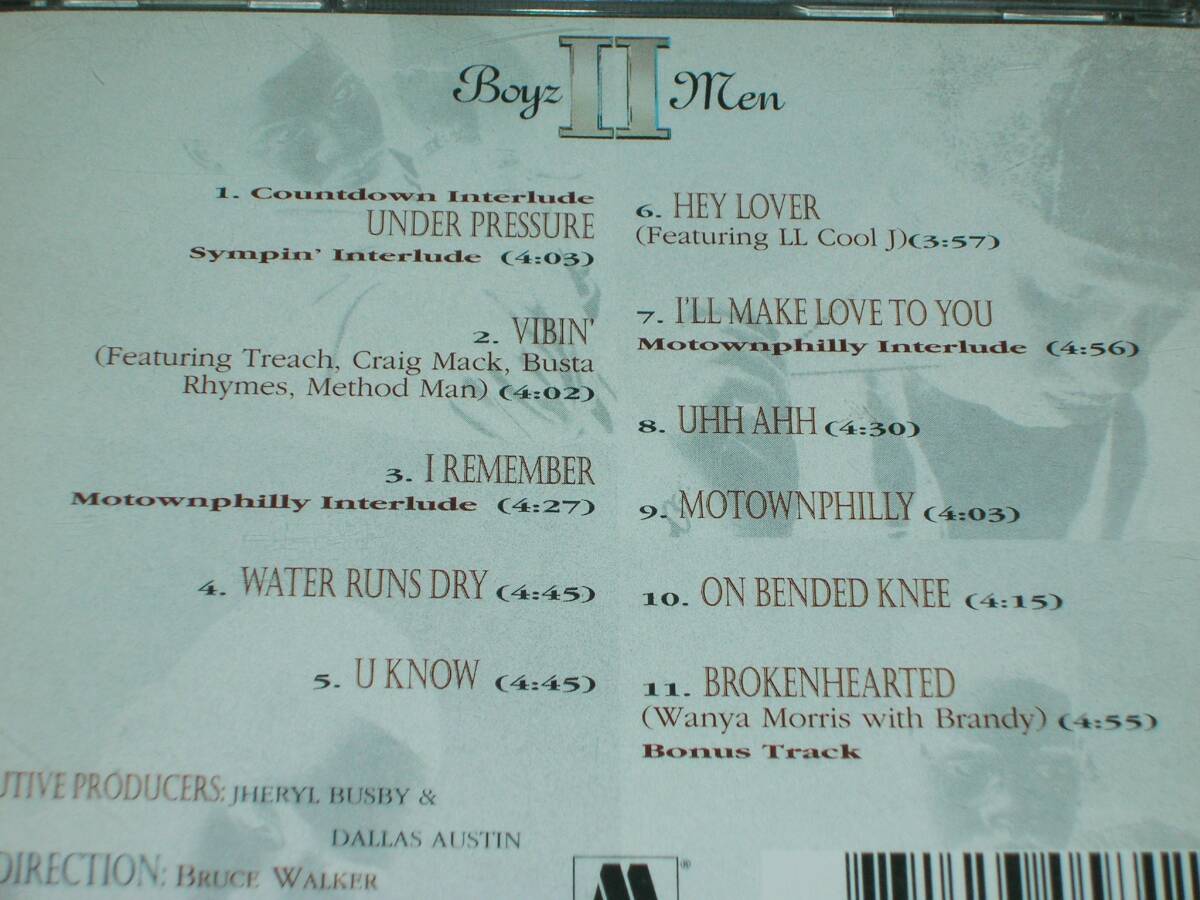 Boyz II Men
1. Countdown Interlude
UNDER PRESSURE
Sympin' Interlude (4:03)
2. VIBIN'
(Featuring Treach, Craig Mack, Busta
Rhymes, Method Man) (4:02)
3. I REMEMBER
Motownphilly Interlude (4:27)
4. WATER RUNS DRY (4:45)
5. U KNOW (4:45)
6. HEY LOVER
(Featuring LL Cool J)(3:57)
7. I'LL MAKE LOVE TO YOU
Motownphilly Interlude (4:56)
8. UHH AHH (4:30)
9. MOTOWNPHILLY (4:03)
10. ON BENDED KNEE (4:15)
11. BROKENHEARTED
(Wanya Morris with Brandy) (4:55)
Bonus Track
UTIVE PRODUCERS: JHERYL BUSBY &
DALLAS AUSTIN
DIRECTION: BRUCE WALKER
M®